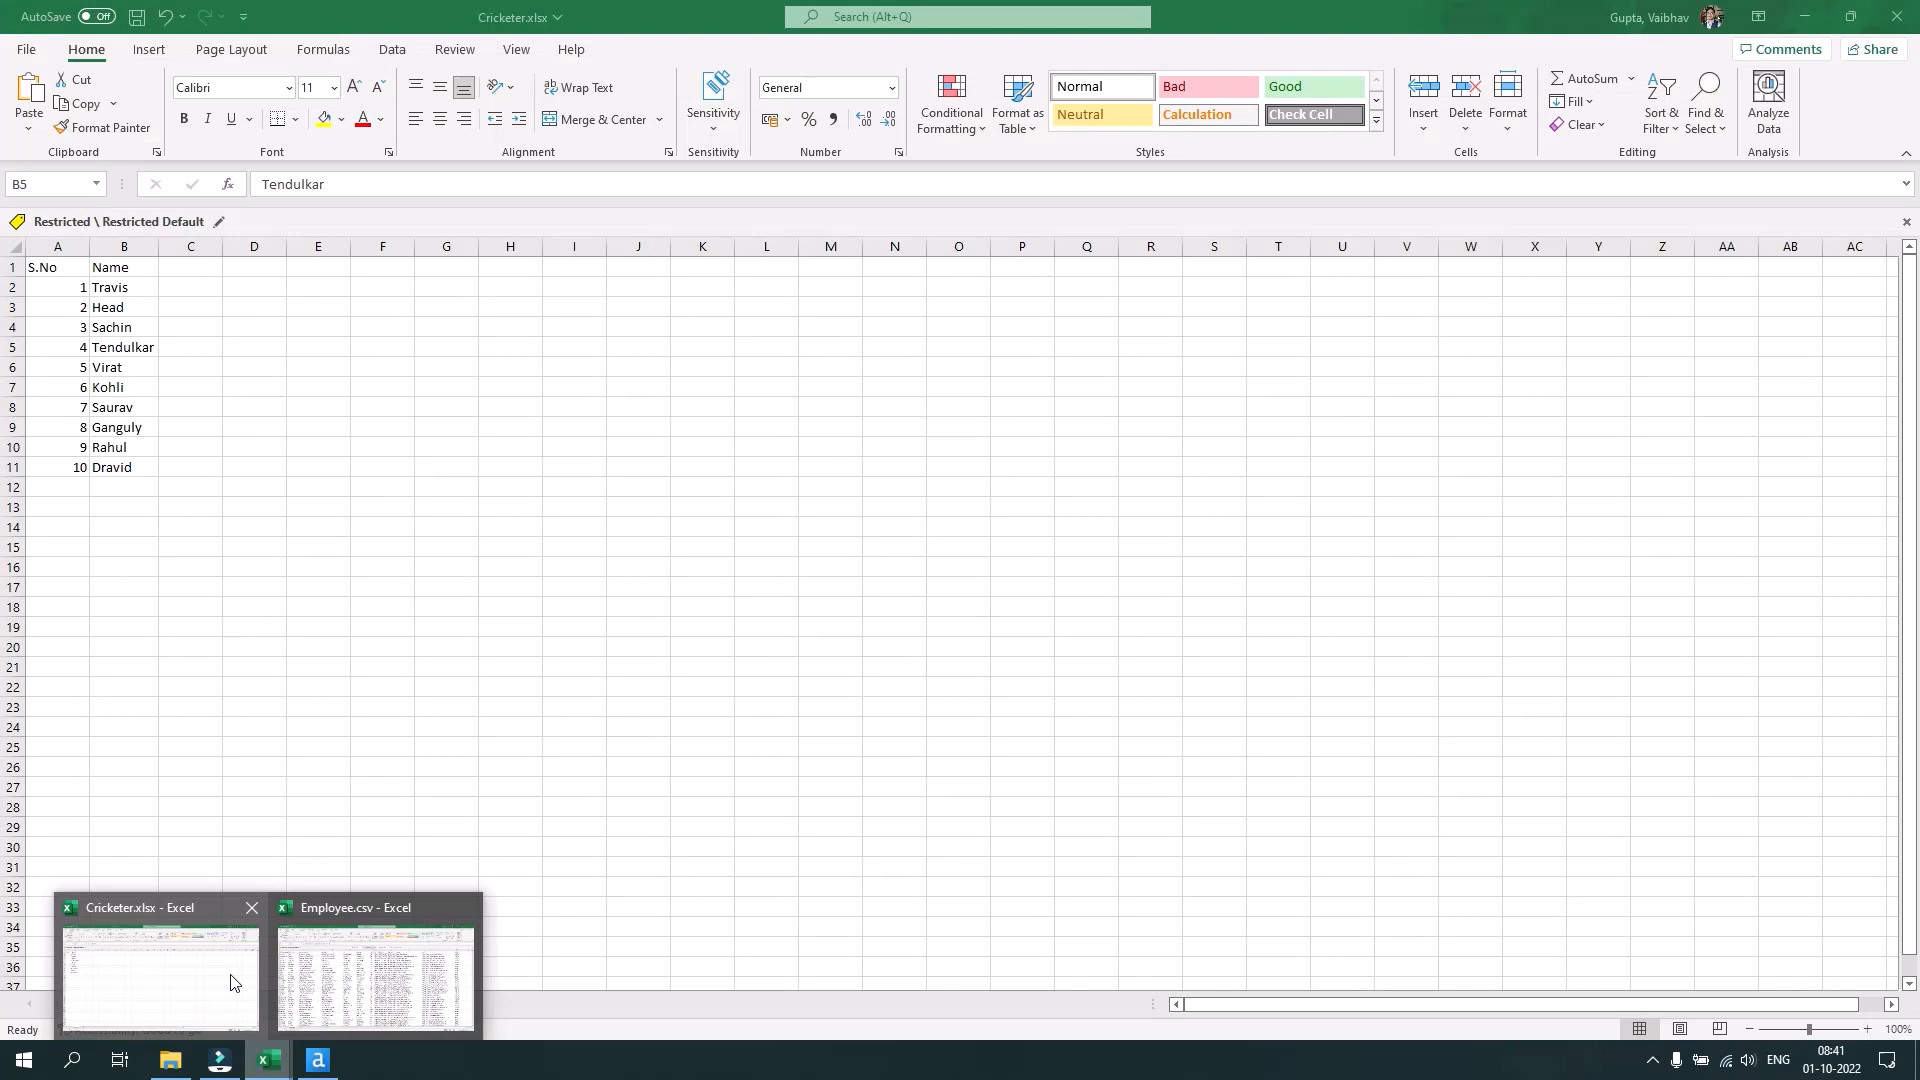 AutoSave Off Cricketer.xlsx Search (Alt+Q) Gupta, Vaibhav
File Home Insert Page Layout Formulas Data Review View Help Comments Share
Paste Cut Copy Format Painter Clipboard
Calibri 11 B I U A Font
Wrap Text Merge & Center Alignment
Sensitivity Sensitivity
General % Number
Conditional Formatting Format as Table Normal Bad Good Neutral Calculation Check Cell Styles
Insert Delete Format Cells
AutoSum Fill Clear Sort & Filter Find & Select Editing
Analyze Data Analysis
B5 fx Tendulkar
Restricted \ Restricted Default
A B C D E F G H I J K L M N O P Q R S T U V W X Y Z AA AB AC
1 S.No Name
2 1 Travis
3 2 Head
4 3 Sachin
5 4 Tendulkar
6 5 Virat
7 6 Kohli
8 7 Saurav
9 8 Ganguly
10 9 Rahul
11 10 Dravid
12
13
14
15
16
17
18
19
20
21
22
23
24
25
26
27
28
29
30
31
32
33
34
35
36
37
Cricketer.xlsx - Excel Employee.csv - Excel
Ready 100%
ENG 08:41
01-10-2022